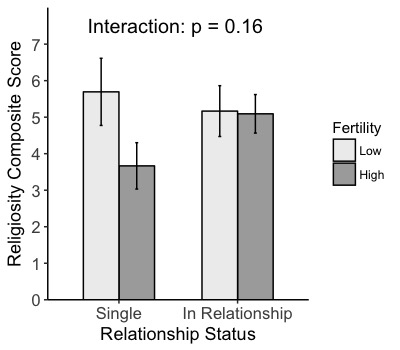 Interaction: p = 0.16
Religiosity Composite Score
7
6
5
4
3
2
1
0
Single
In Relationship
Relationship Status
Fertility
Low
High